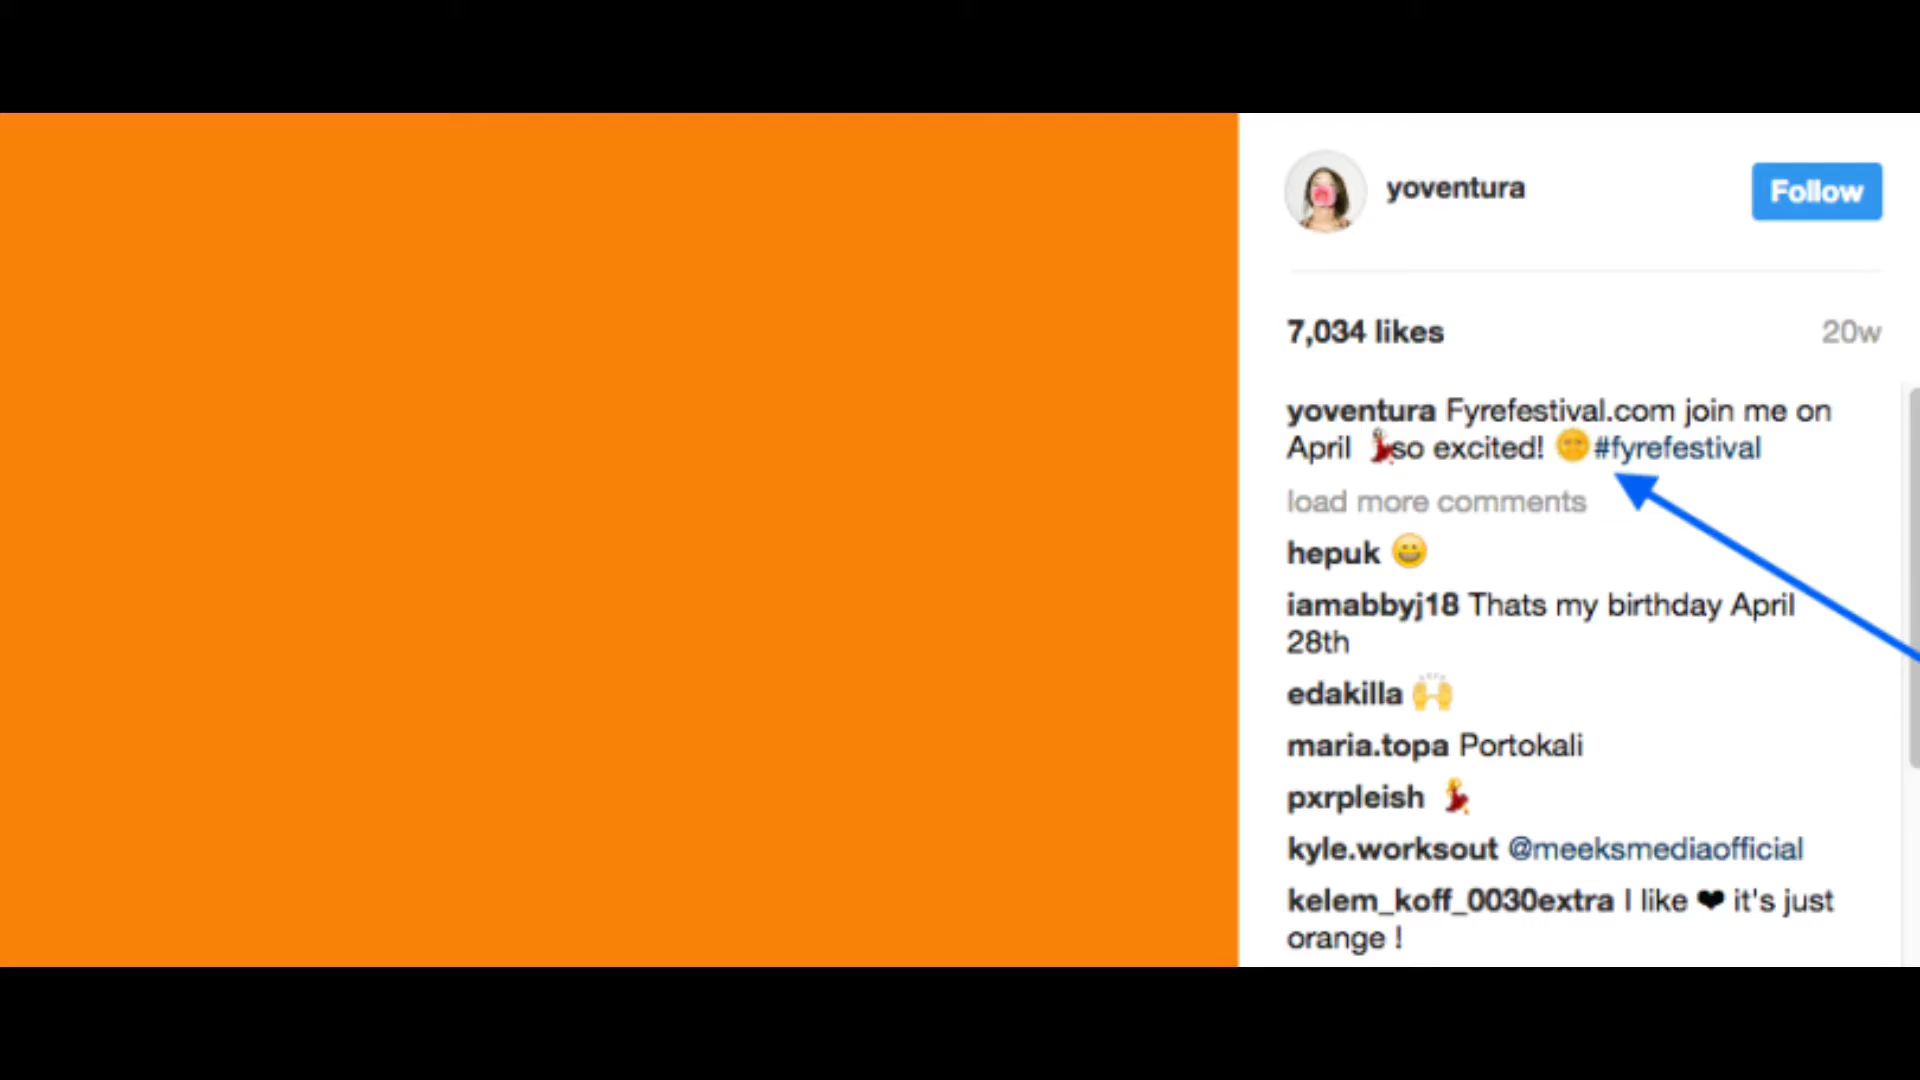 yoventura
Follow
7,034 likes
20w
yoventura Fyrefestival.com join me on
April 💃so excited! 🌞#fyrefestival
load more comments
hepuk 😀
iamabbyj18 Thats my birthday April
28th
edakilla 🙌
maria.topa Portokali
pxrpleish 💃
kyle.worksout @meeksmediaofficial
kelem_koff_0030extra I like ❤ it's just
orange !